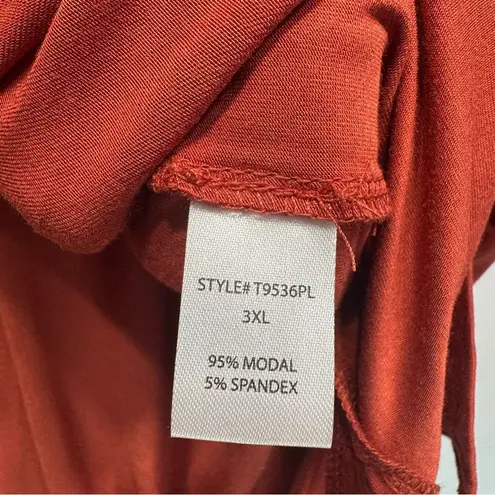 STYLE# T9536PL
3XL
95% MODAL
5% SPANDEX